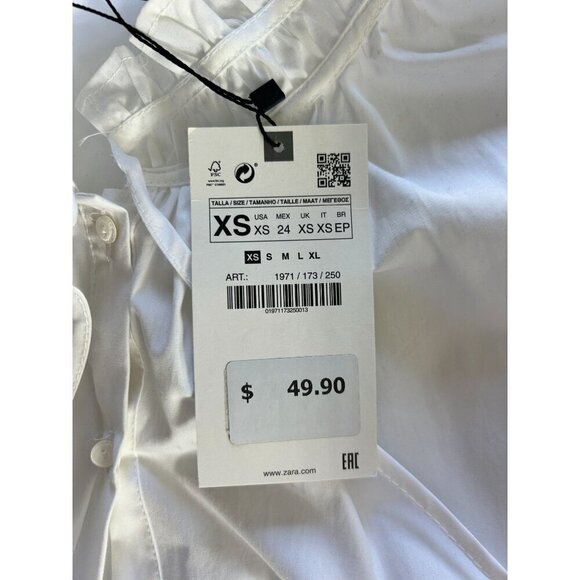 FSC
TALLA / SIZE / TAMANHO / TAILLE / MAAT / ΜΕΓΕΘΟΣ
XS USA XS MEX 24 UK XS IT XS BR EP
XS S M L XL
ART.: 1971 / 173 / 250
01971173250013
$ 49.90
www.zara.com
EAC